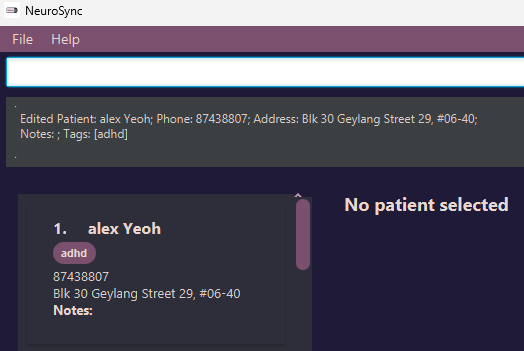 NeuroSync
File Help
.
Edited Patient: alex Yeoh; Phone: 87438807; Address: Blk 30 Geylang Street 29, #06-40;
Notes: ; Tags: [adhd]
.
1. alex Yeoh
adhd
87438807
Blk 30 Geylang Street 29, #06-40
Notes:
No patient selected